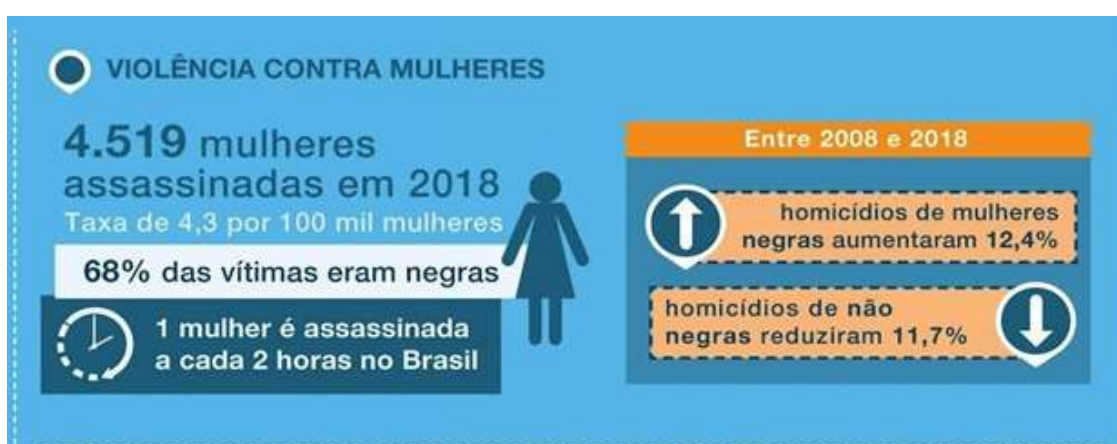 VIOLÊNCIA CONTRA MULHERES
4.519 mulheres
assassinadas em 2018
Taxa de 4,3 por 100 mil mulheres
68% das vítimas eram negras
1 mulher é assassinada
a cada 2 horas no Brasil
Entre 2008 e 2018
homicídios de mulheres
negras aumentaram 12,4%
homicídios de não
negras reduziram 11,7%